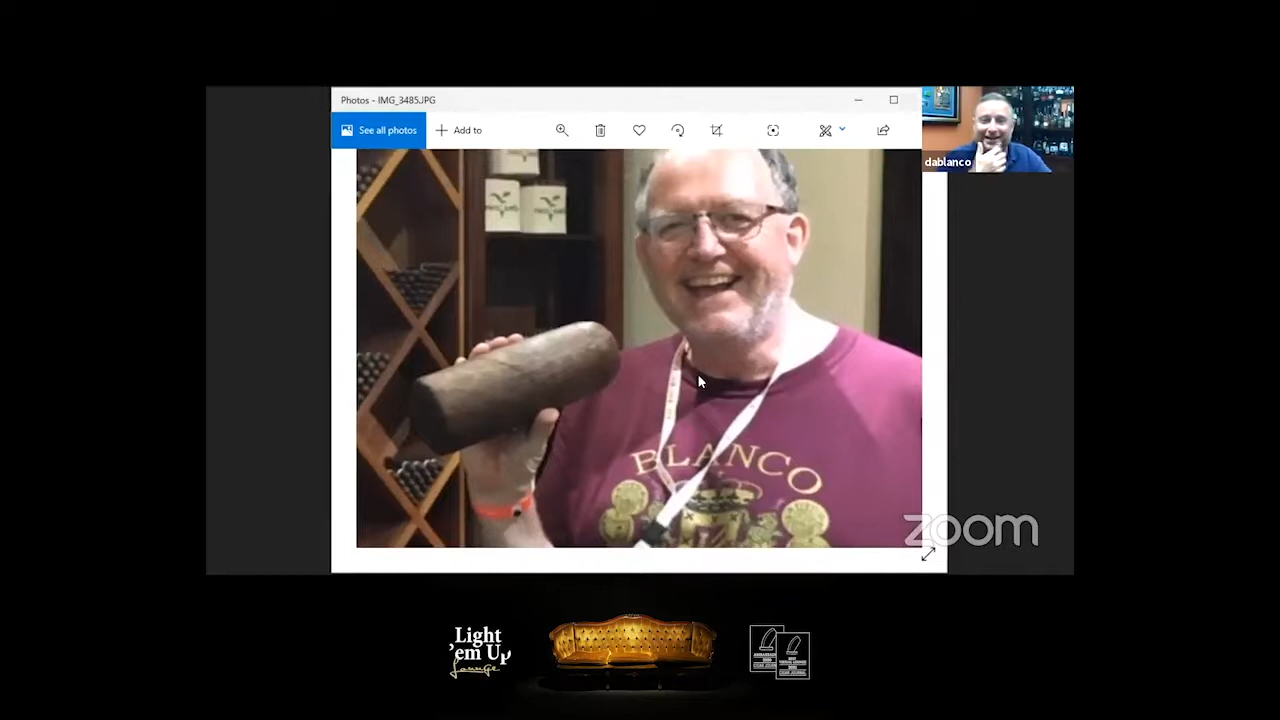 Photos - IMG_3485.JPG
See all photos
Add to
dablanco
BLANCO
zoom
Light
'em Up
Lounge